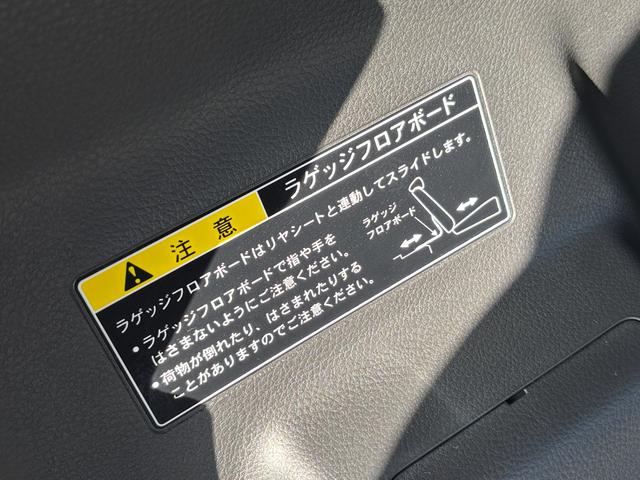 注意 ラゲッジフロアボード
ラゲッジフロアボードはリヤシートと連動してスライドします。
•ラゲッジフロアボードで指や手を
はさまないようにご注意ください。
•荷物が倒れたり、はさまれたりする
ことがありますのでご注意ください。
ラゲッジ
フロアボード